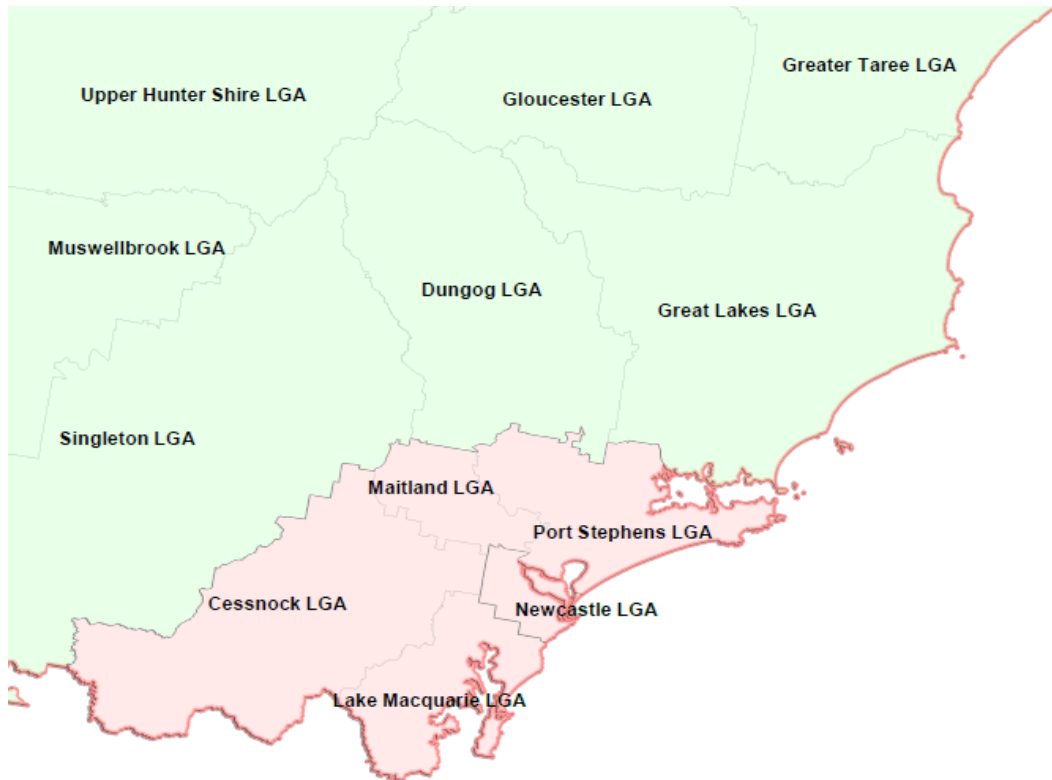 Greater Taree LGA
Upper Hunter Shire LGA
Gloucester LGA
Muswellbrook LGA
Dungog LGA
Great Lakes LGA
Singleton LGA
Maitland LGA
Port Stephens LGA
Cessnock LGA
Newcastle LGA
Lake Macquarie LGA